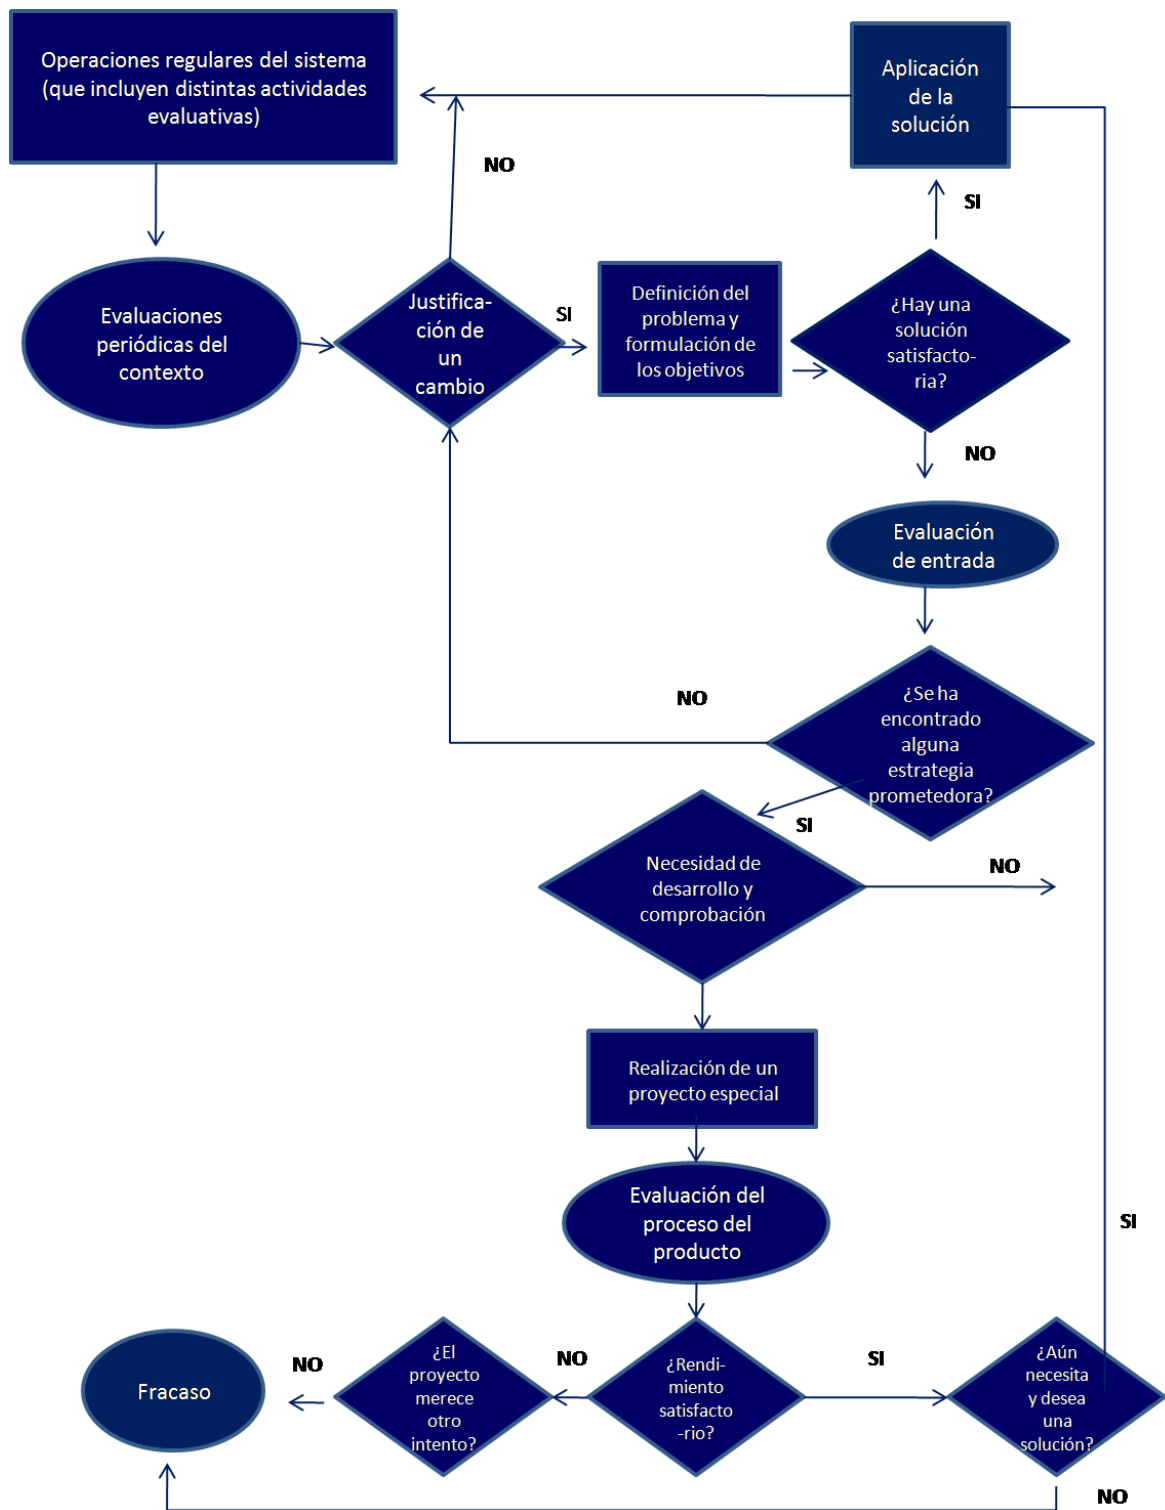 Operaciones regulares del sistema
(que incluyen distintas actividades
evaluativas)
Aplicación
de la
solución
NO
SI
Evaluaciones
periódicas del
contexto
Justifica-
ción de
un
cambio
SI
Definición del
problema y
formulación de
los objetivos
¿Hay una
solución
satisfacto-
ria?
NO
Evaluación
de entrada
NO
¿Se ha
encontrado
alguna
estrategia
prometedora?
SI
Necesidad de
desarrollo y
comprobación
NO
Realización de un
proyecto especial
Evaluación del
proceso del
producto
SI
Fracaso
NO
¿El
proyecto
merece
otro
intento?
NO
¿Rendi-
miento
satisfacto
-rio?
SI
¿Aún
necesita
y desea
una
solución?
NO